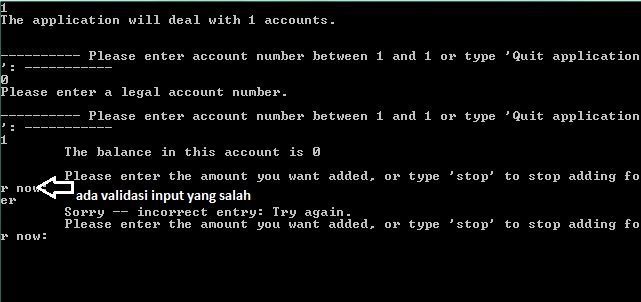 1
The application will deal with 1 accounts.
---------- Please enter account number between 1 and 1 or type 'Quit application
': -----------
0
Please enter a legal account number.
---------- Please enter account number between 1 and 1 or type 'Quit application
': -----------
1
The balance in this account is 0
Please enter the amount you want added, or type 'stop' to stop adding fo
r now:
ada validasi input yang salah
er
Sorry -- incorrect entry: Try again.
Please enter the amount you want added, or type 'stop' to stop adding fo
r now: